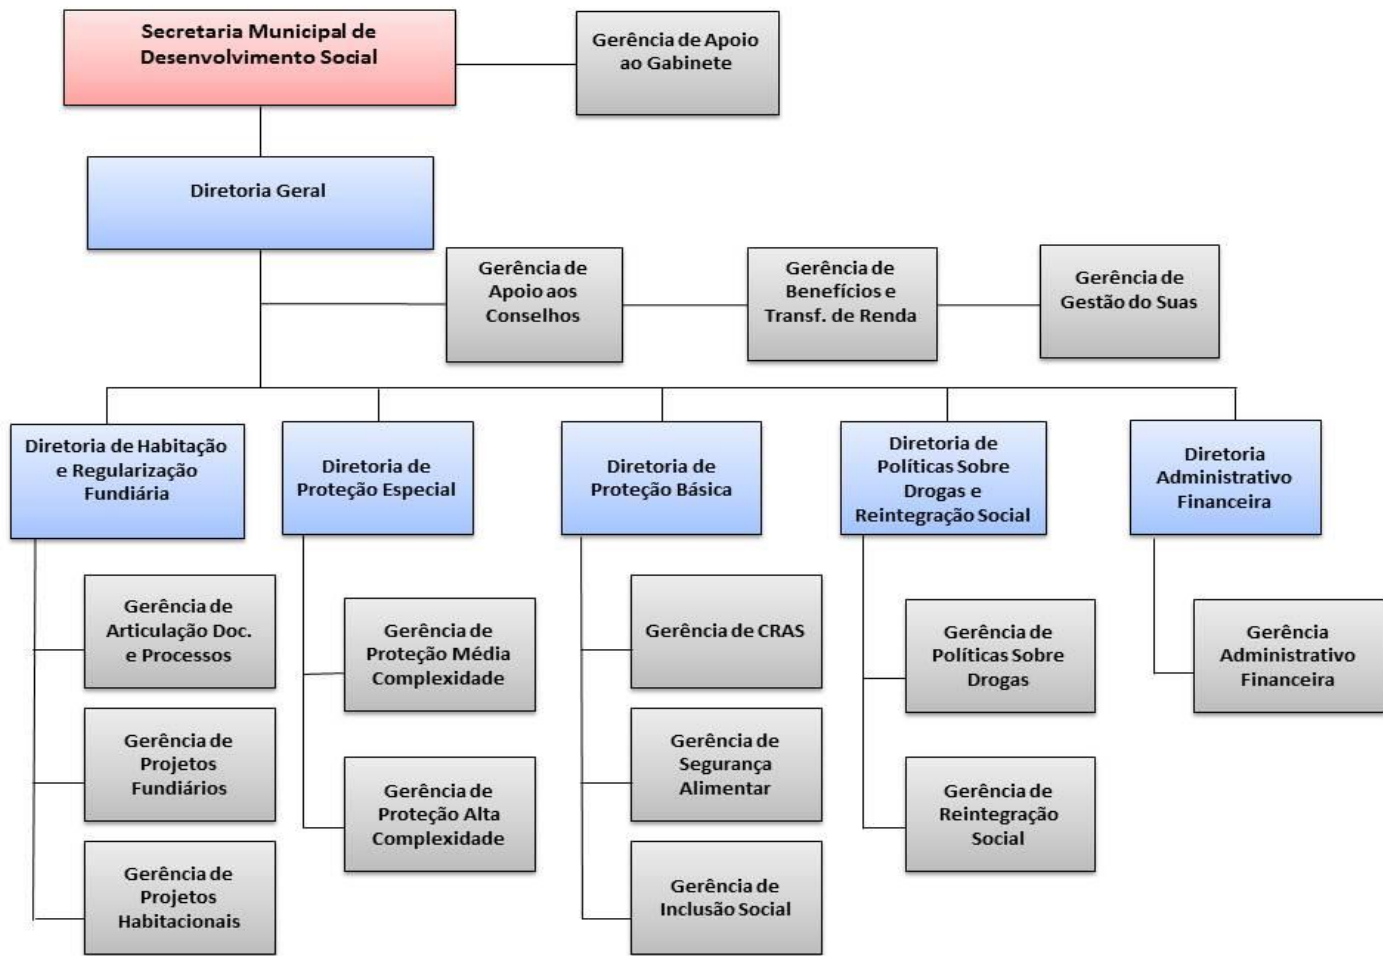 Secretaria Municipal de
Desenvolvimento Social
Gerência de Apoio
ao Gabinete
Diretoria Geral
Gerência de
Apoio aos
Conselhos
Gerência de
Benefícios e
Transf. de Renda
Gerência de
Gestão do Suas
Diretoria de Habitação
e Regularização
Fundiária
Diretoria de
Proteção Especial
Diretoria de
Proteção Básica
Diretoria de
Políticas Sobre
Drogas e
Reintegração Social
Diretoria
Administrativo
Financeira
Gerência de
Articulação Doc.
e Processos
Gerência de
Projetos
Fundiários
Gerência de
Projetos
Habitacionais
Gerência de
Proteção Média
Complexidade
Gerência de
Proteção Alta
Complexidade
Gerência de CRAS
Gerência de
Segurança
Alimentar
Gerência de
Inclusão Social
Gerência de
Políticas Sobre
Drogas
Gerência de
Reintegração
Social
Gerência
Administrativo
Financeira